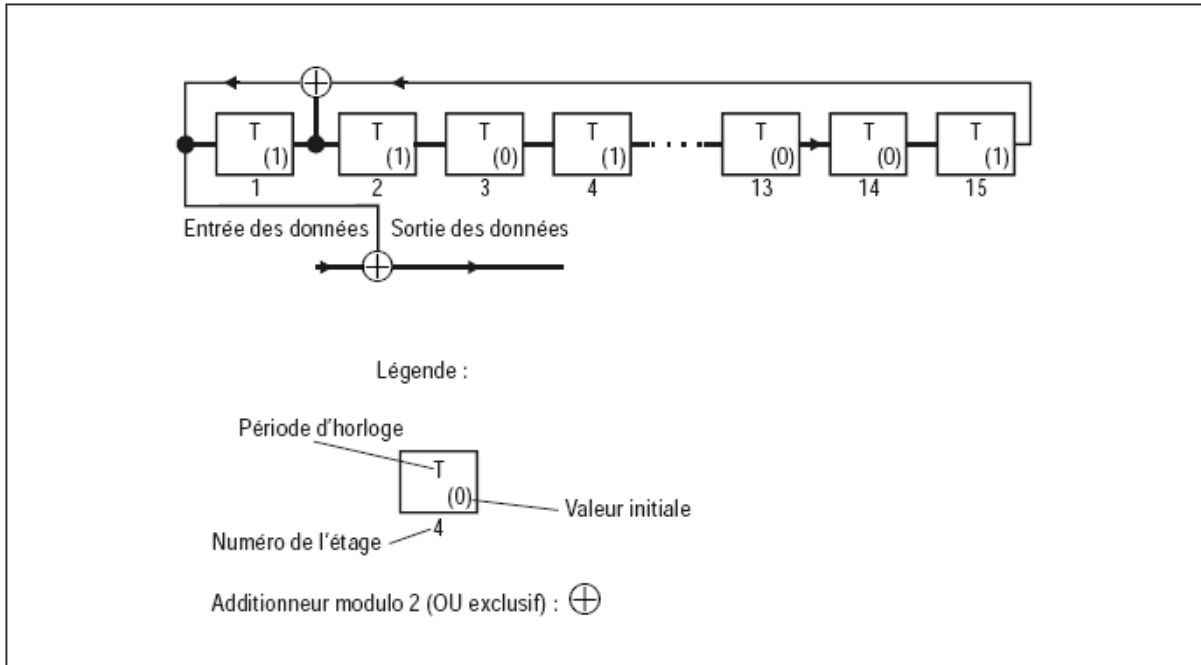 T T T T T T T
(1) (1) (0) (1) (0) (0) (1)
1 2 3 4 13 14 15
Entrée des données Sortie des données
Légende :
Période d'horloge
T
(0)
Valeur initiale
4
Numéro de l'étage
Additionneur modulo 2 (OU exclusif) :